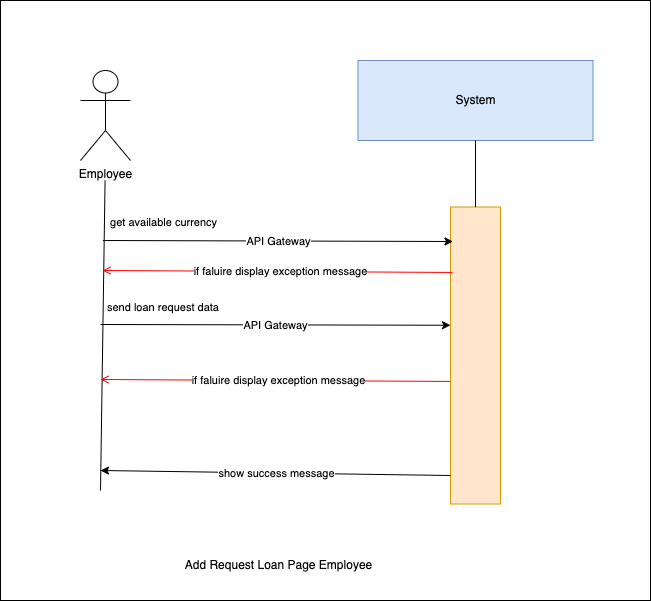 System
Employee
get available currency
API Gateway
if faluire display exception message
send loan request data
API Gateway
if faluire display exception message
show success message
Add Request Loan Page Employee